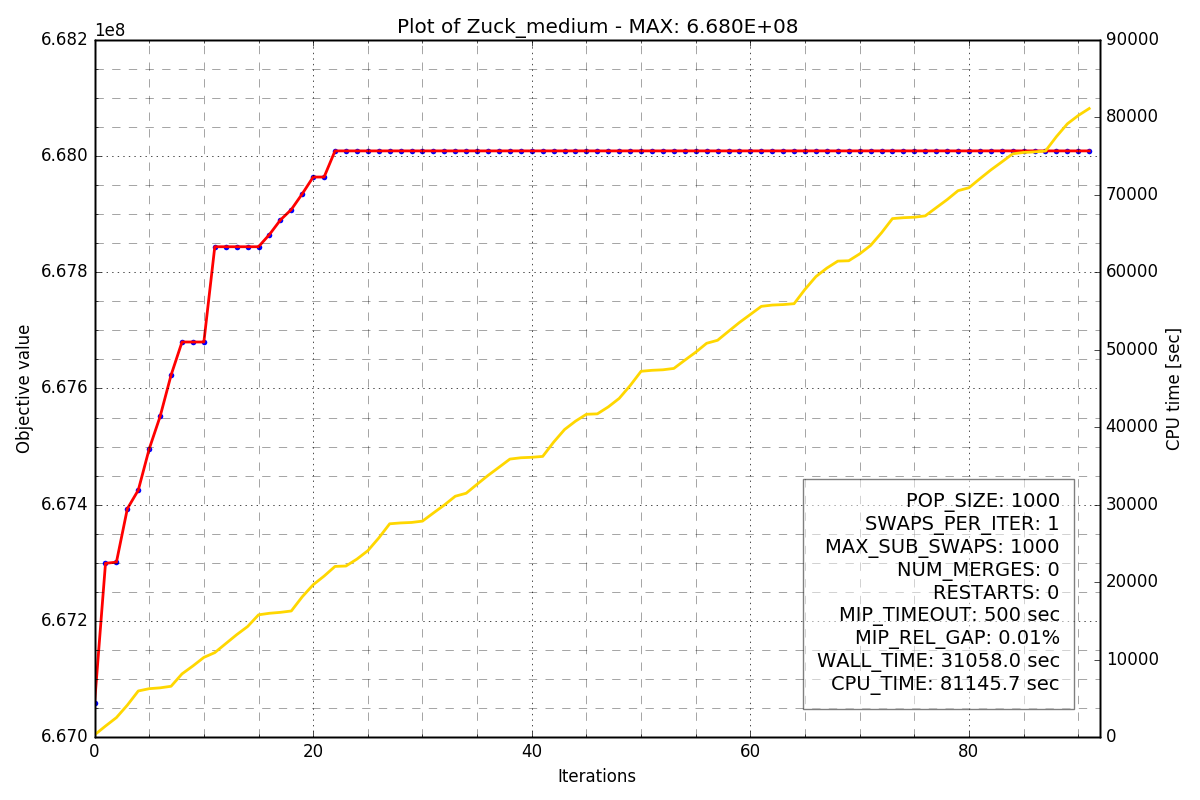 Plot of Zuck_medium - MAX: 6.680E+08
1e8
6.682
6.680
6.678
6.676
6.674
6.672
6.670
Objective value
90000
80000
70000
60000
50000
40000
30000
20000
10000
0
CPU time [sec]
POP_SIZE: 1000
SWAPS_PER_ITER: 1
MAX_SUB_SWAPS: 1000
NUM_MERGES: 0
RESTARTS: 0
MIP_TIMEOUT: 500 sec
MIP_REL_GAP: 0.01%
WALL_TIME: 31058.0 sec
CPU_TIME: 81145.7 sec
0 20 40 60 80
Iterations